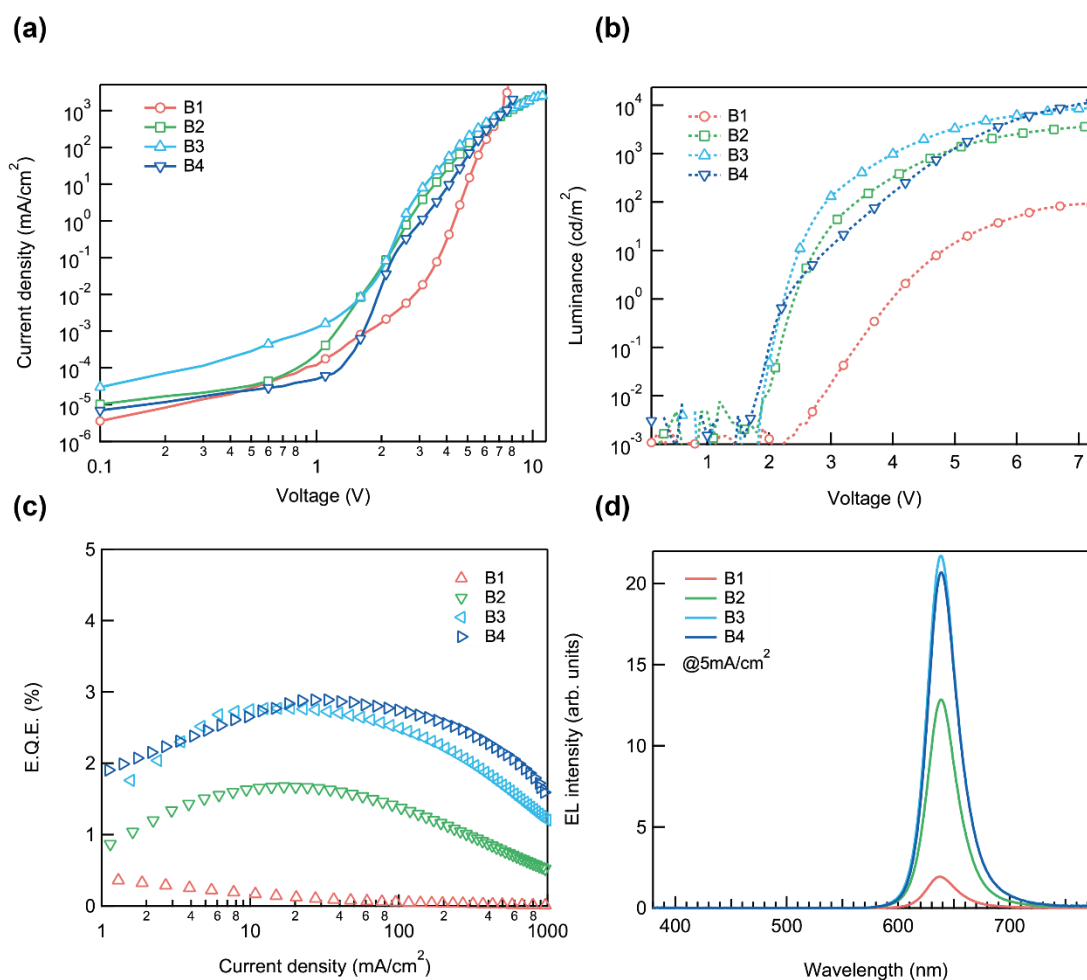 (a)
Current density (mA/cm²)
10³
10²
10¹
10⁰
10⁻¹
10⁻²
10⁻³
10⁻⁴
10⁻⁵
10⁻⁶
B1
B2
B3
B4
0.1 2 3 4 5 6 8 1 2 3 4 5 6 7 8 10
Voltage (V)
(b)
Luminance (cd/m²)
10⁴
10³
10²
10¹
10⁰
10⁻¹
10⁻²
10⁻³
B1
B2
B3
B4
1 2 3 4 5 6 7
Voltage (V)
(c)
E.Q.E. (%)
5
4
3
2
1
0
B1
B2
B3
B4
1 2 4 6 8 10 2 4 6 8 100 2 4 6 8 1000
Current density (mA/cm²)
(d)
EL intensity (arb. units)
20
15
10
5
0
B1
B2
B3
B4
@5mA/cm²
400 500 600 700
Wavelength (nm)